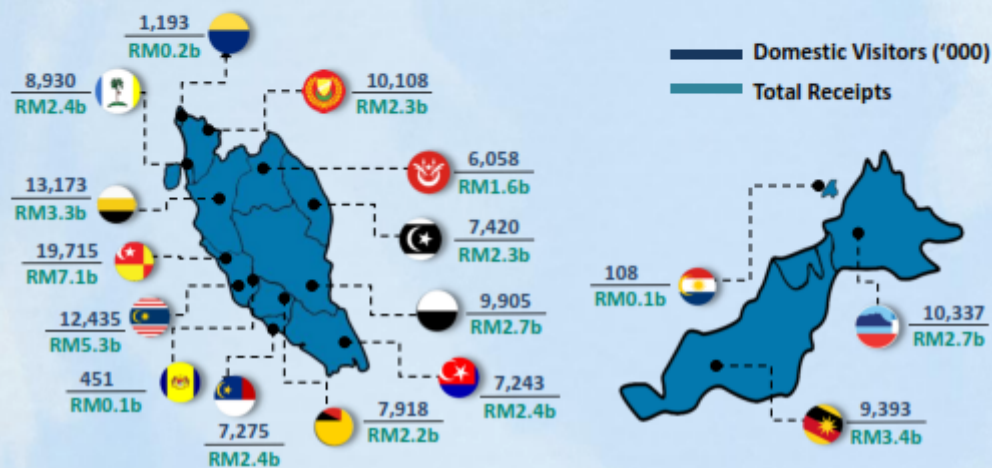 1,193
RM0.2b
8,930
RM2.4b
10,108
RM2.3b
Domestic Visitors (‘000)
Total Receipts
6,058
RM1.6b
13,173
RM3.3b
7,420
RM2.3b
19,715
RM7.1b
108
RM0.1b
9,905
RM2.7b
10,337
RM2.7b
12,435
RM5.3b
451
RM0.1b
7,243
RM2.4b
7,275
RM2.4b
7,918
RM2.2b
9,393
RM3.4b